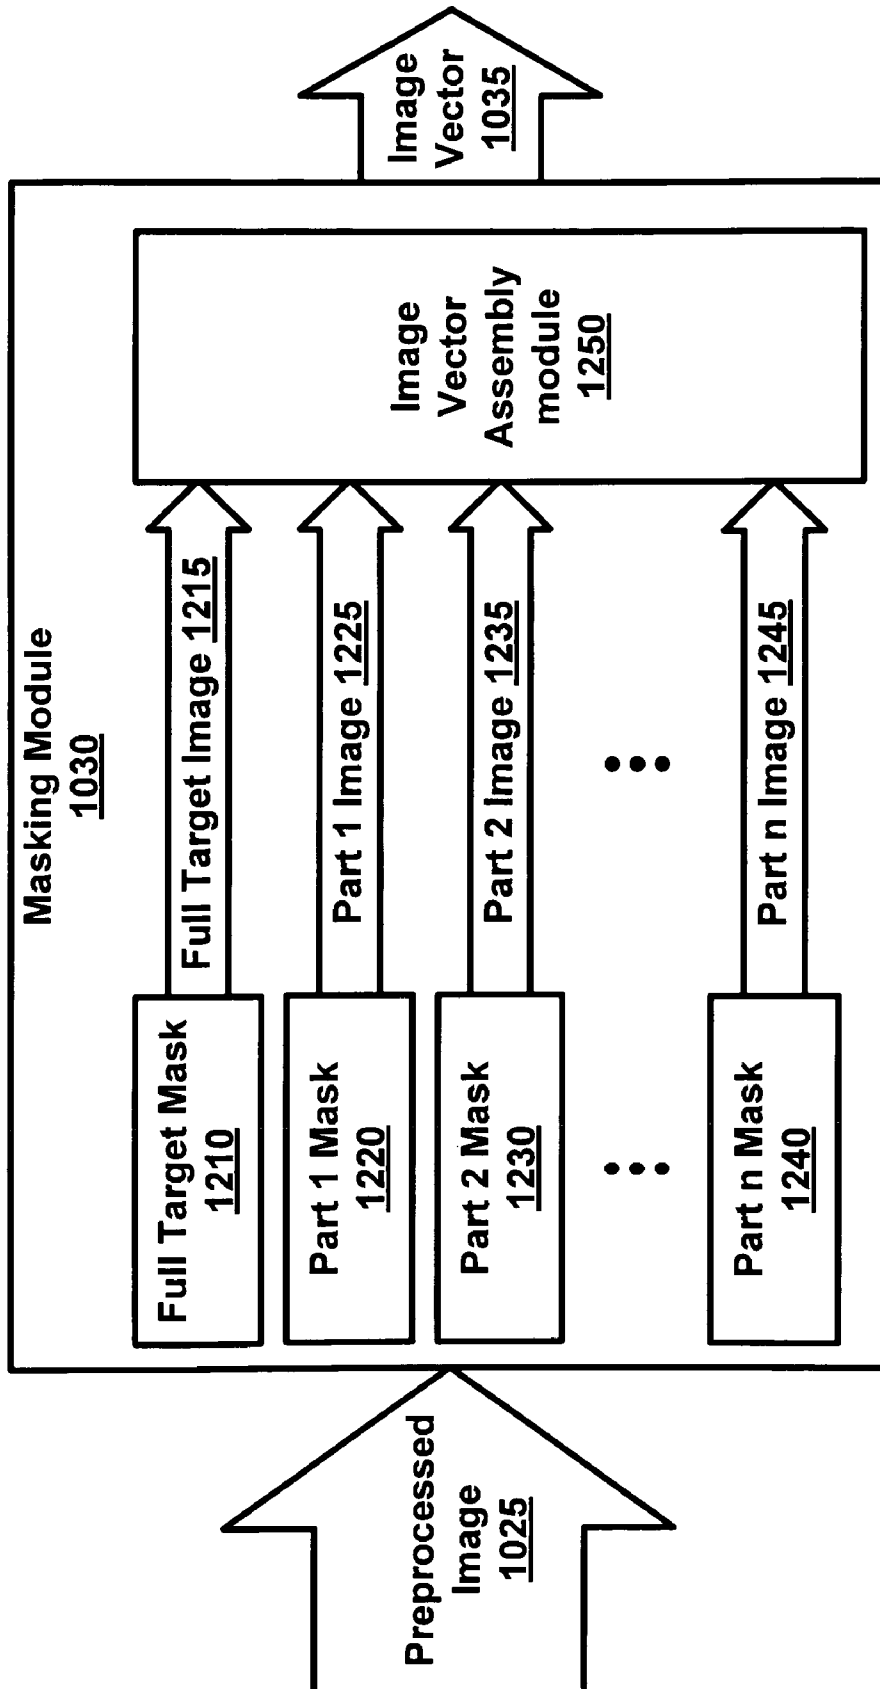 Masking Module
1030
Preprocessed
Image
1025
Full Target Mask
1210
Full Target Image 1215
Part 1 Mask
1220
Part 1 Image 1225
Part 2 Mask
1230
Part 2 Image 1235
Part n Mask
1240
Part n Image 1245
Image
Vector
Assembly
module
1250
Image
Vector
1035